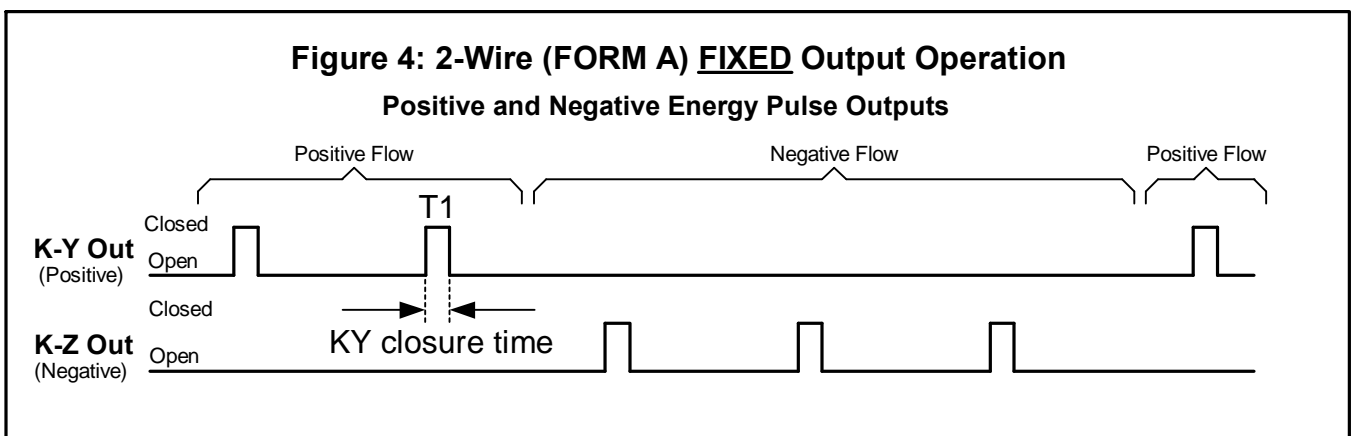 Figure 4: 2-Wire (FORM A) FIXED Output Operation
Positive and Negative Energy Pulse Outputs
Positive Flow
Negative Flow
Positive Flow
T1
Closed
K-Y Out
Open
(Positive)
Closed
KY closure time
K-Z Out
Open
(Negative)